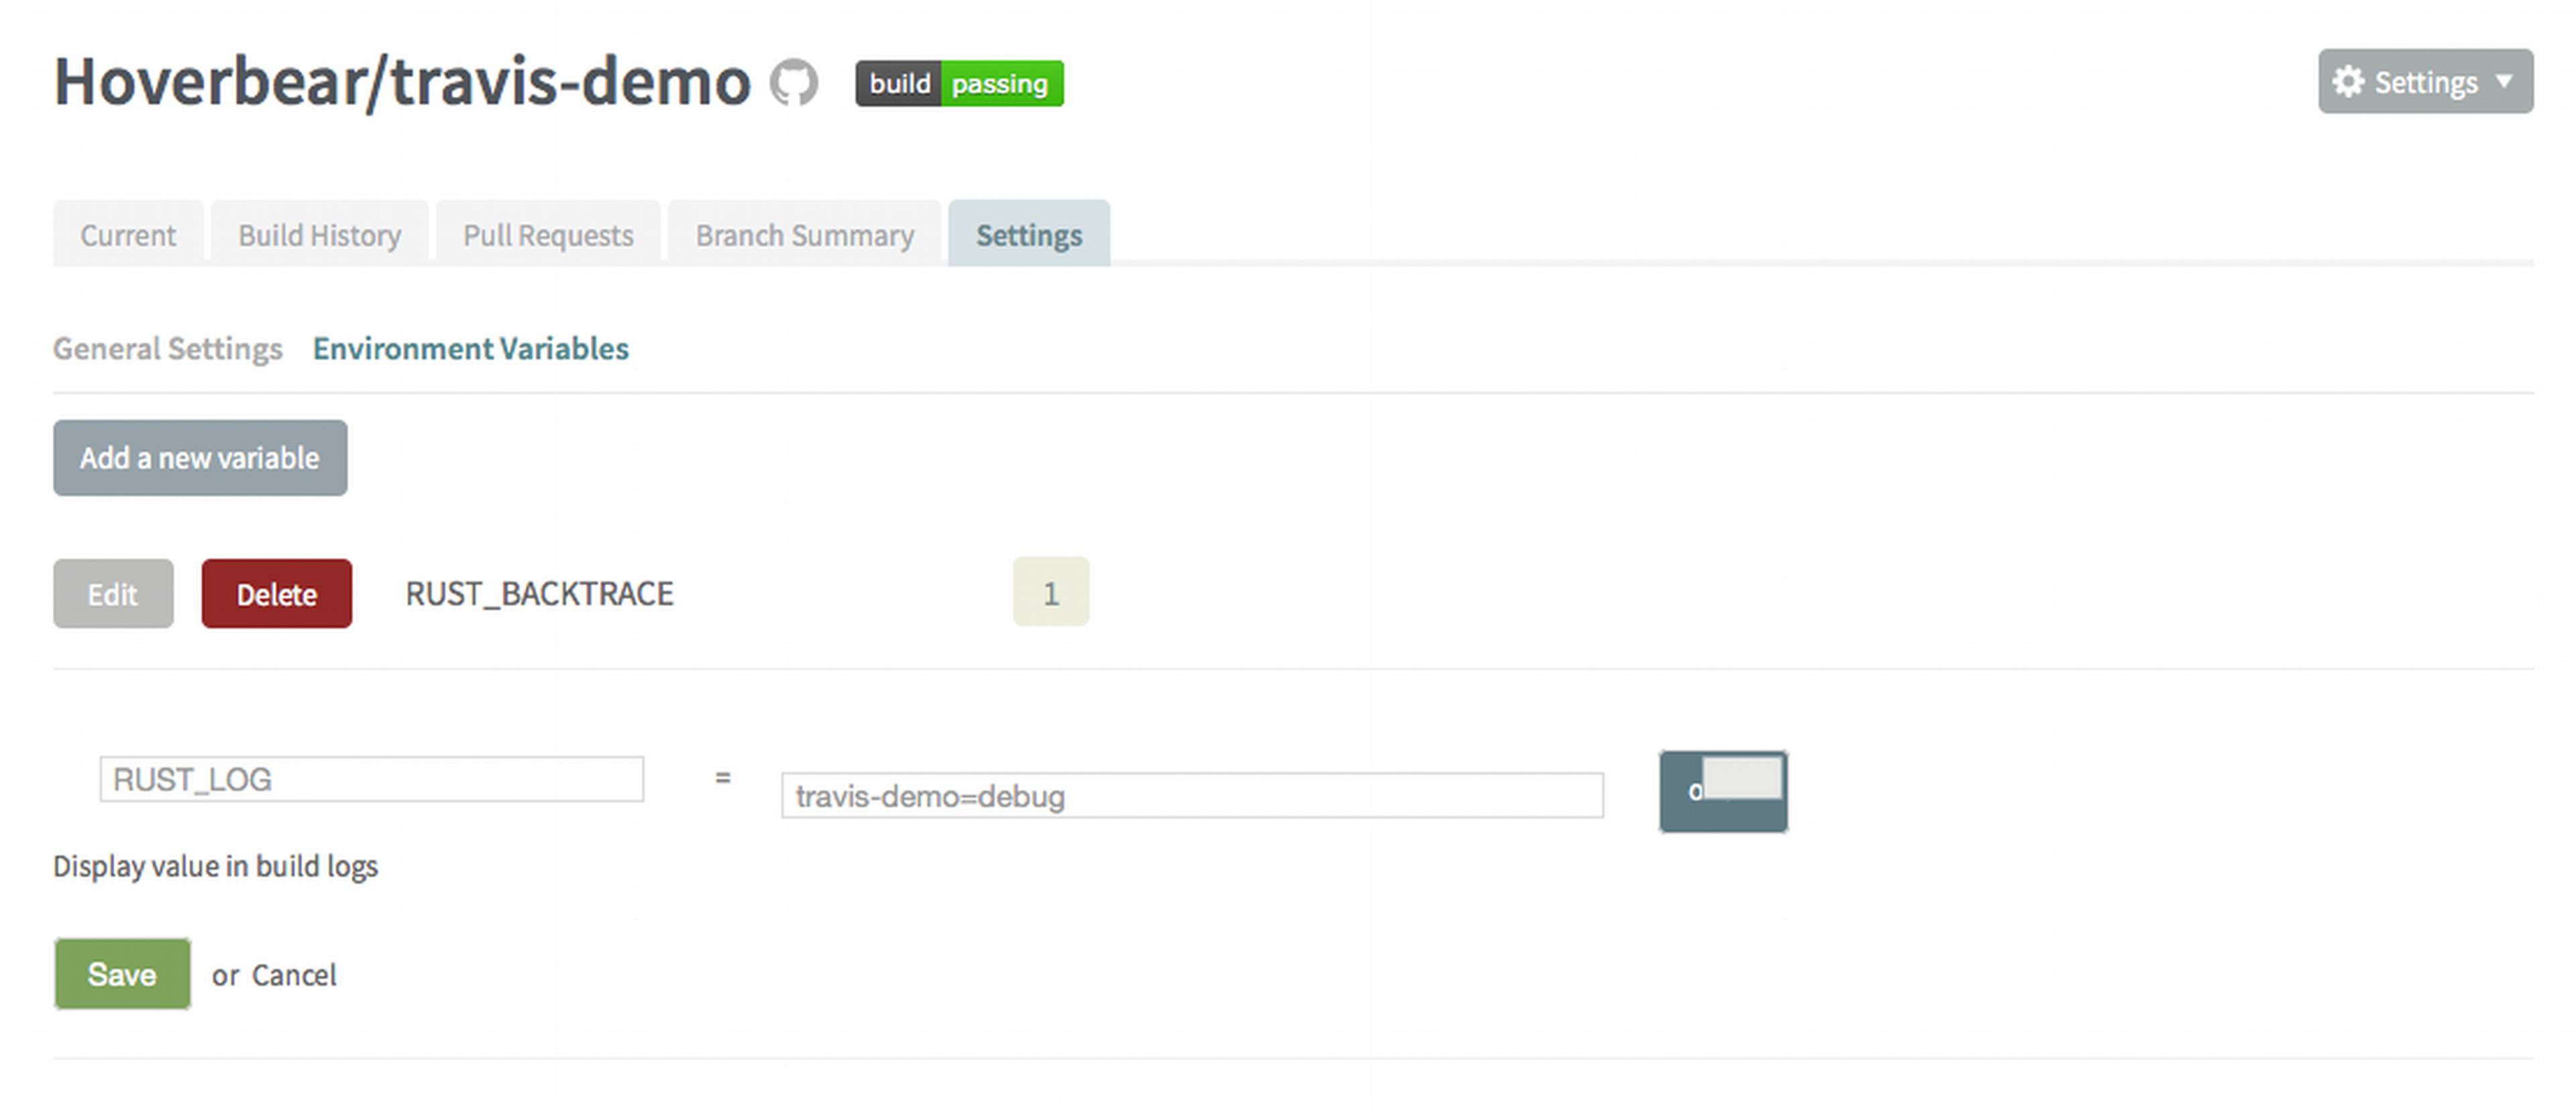 Hoverbear/travis-demo build passing Settings
Current Build History Pull Requests Branch Summary Settings
General Settings Environment Variables
Add a new variable
Edit Delete RUST_BACKTRACE 1
RUST_LOG = travis-demo=debug
Display value in build logs
Save or Cancel